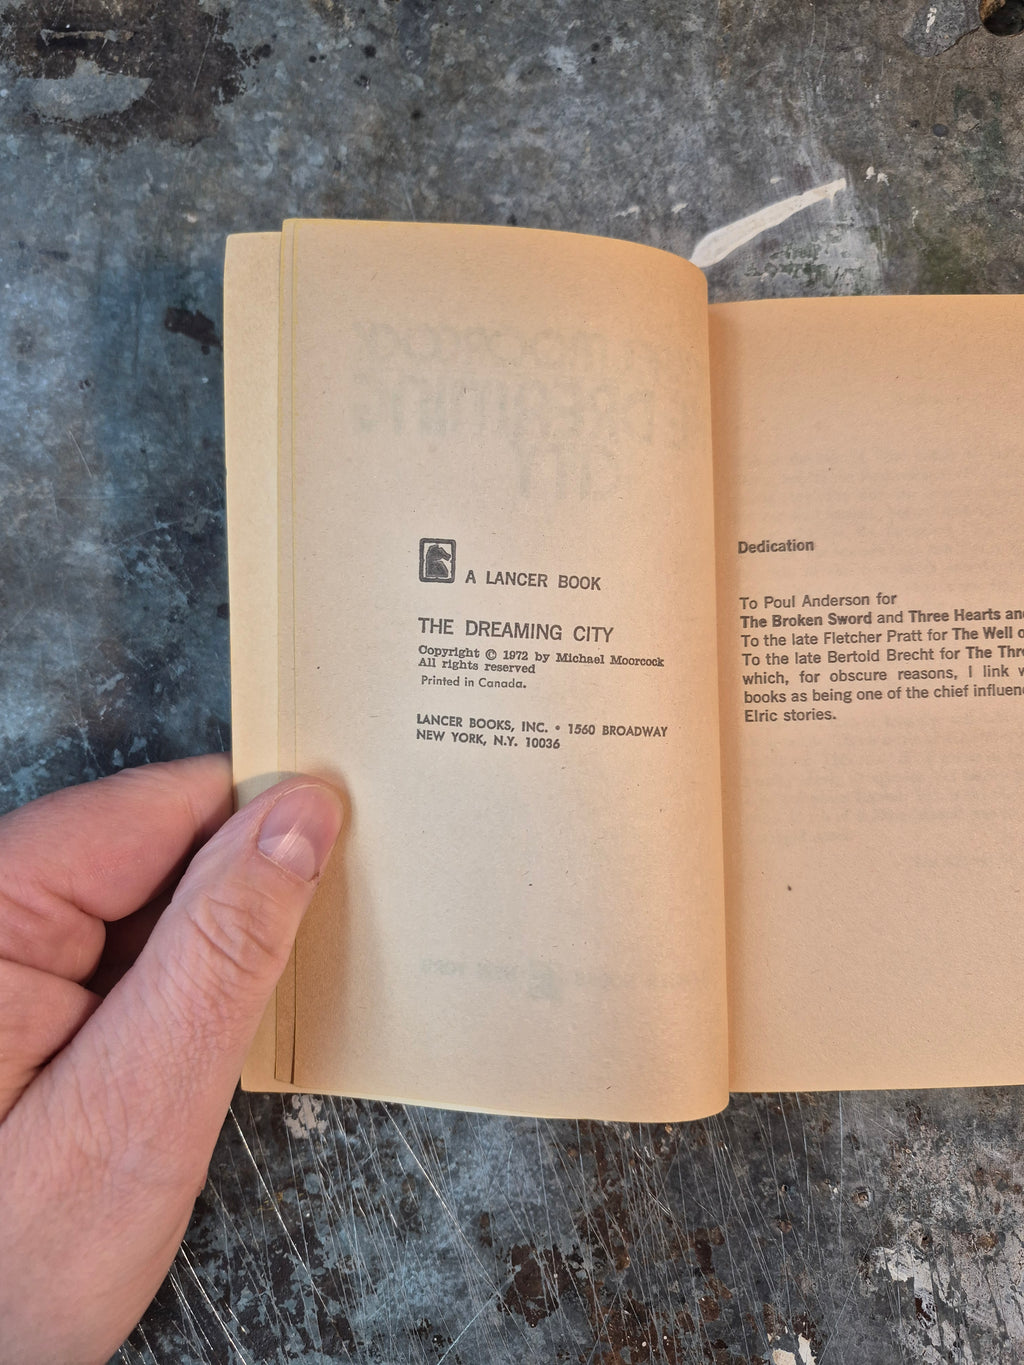 A LANCER BOOK
THE DREAMING CITY
Copyright © 1972 by Michael Moorcock
All rights reserved
Printed in Canada.
LANCER BOOKS, INC. • 1560 BROADWAY
NEW YORK, N.Y. 10036
Dedication
To Poul Anderson for
The Broken Sword and Three Hearts
To the late Fletcher Pratt for The Well
To the late Bertold Brecht for The
which, for obscure reasons, I link
books as being one of the chief
Elric stories.